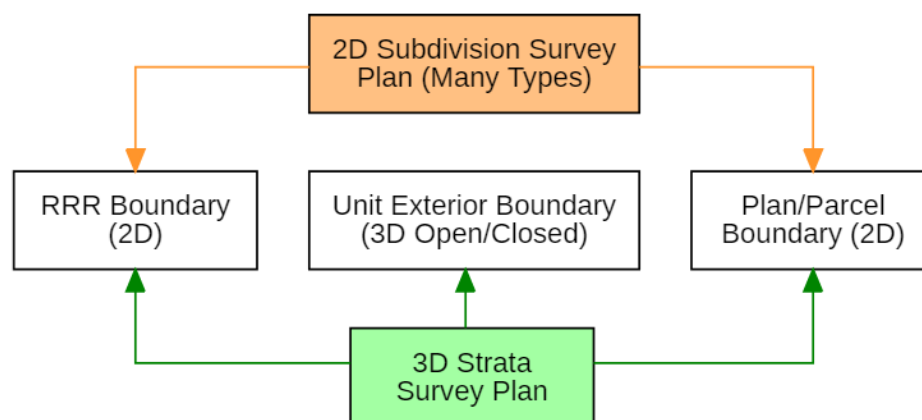 2D Subdivision Survey
Plan (Many Types)
RRR Boundary
(2D)
Unit Exterior Boundary
(3D Open/Closed)
Plan/Parcel
Boundary (2D)
3D Strata
Survey Plan